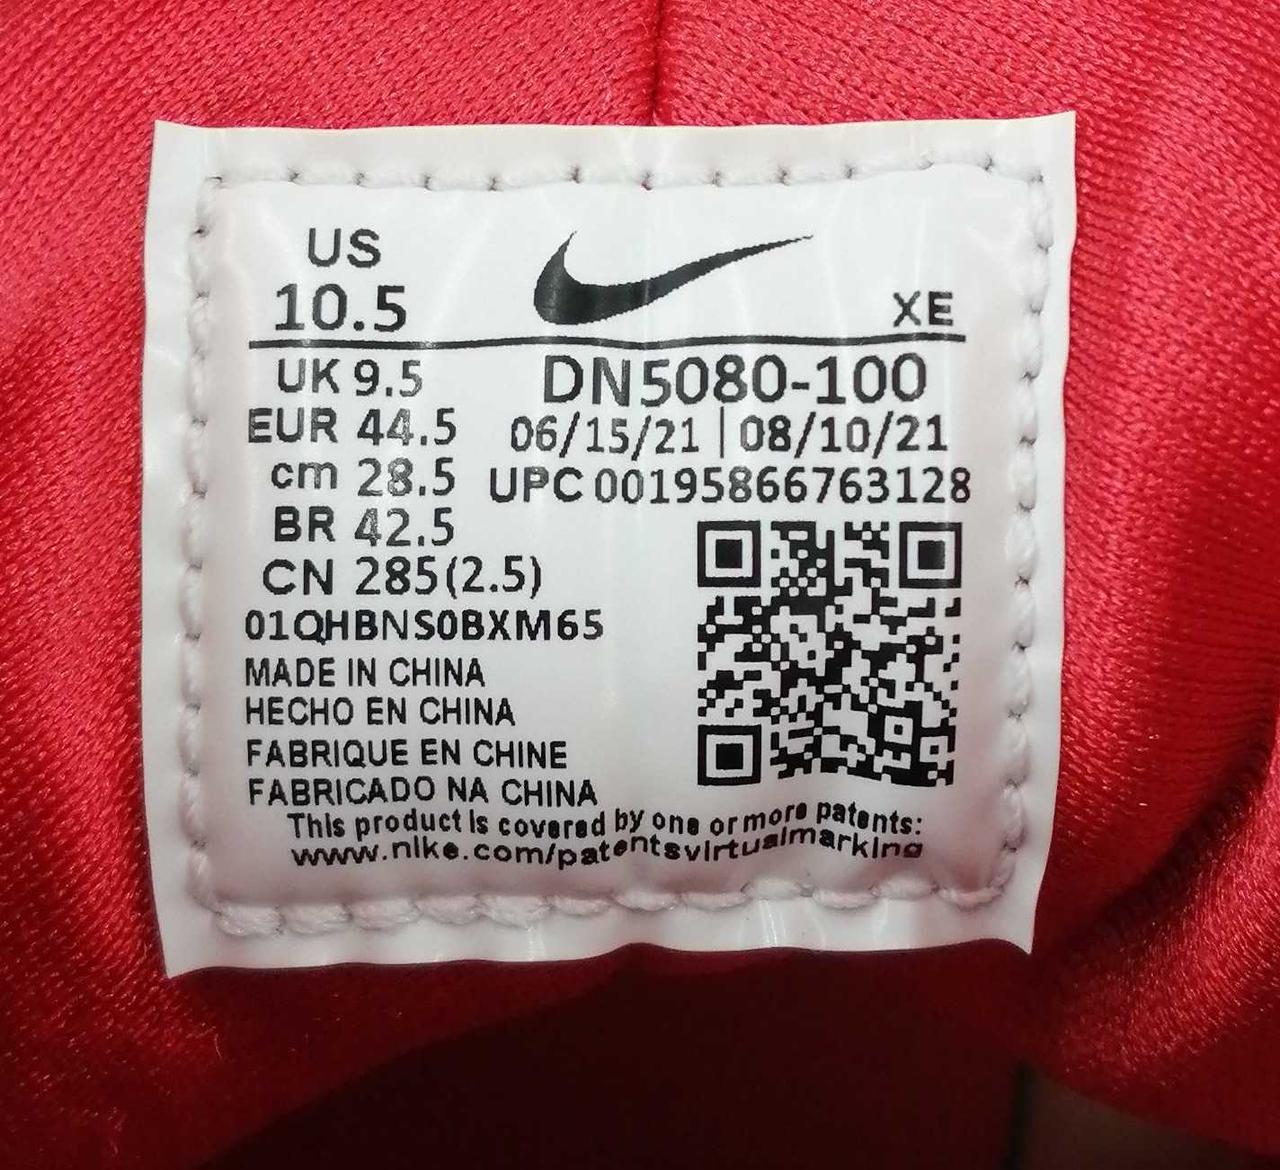 US
10.5
XE
UK 9.5
EUR 44.5
cm 28.5
BR 42.5
CN 285(2.5)
DN5080-100
06/15/21 | 08/10/21
UPC 00195866763128
01QHBNS0BXM65
MADE IN CHINA
HECHO EN CHINA
FABRIQUE EN CHINE
FABRICADO NA CHINA
This product is covered by one or more patents:
www.nike.com/patentsvirtualmarking